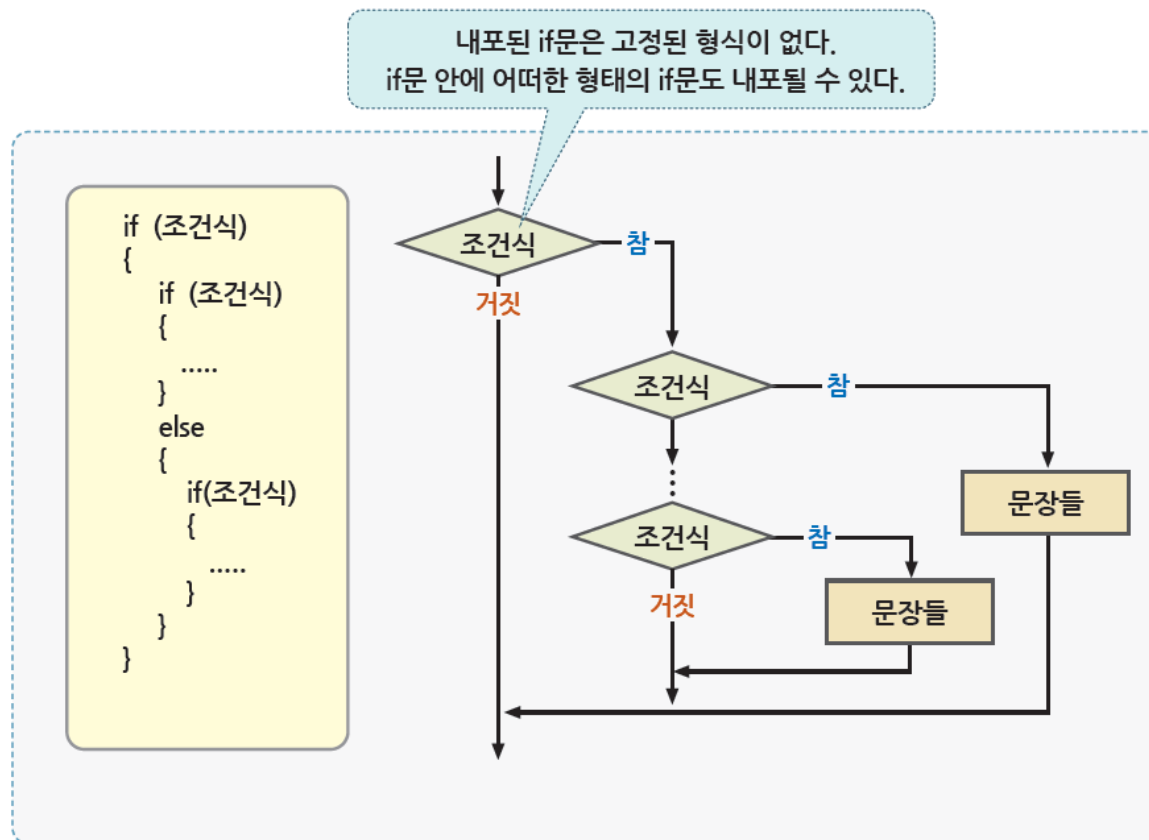 내포된 if문은 고정된 형식이 없다.
if문 안에 어떠한 형태의 if문도 내포될 수 있다.
if (조건식)
{
if (조건식)
{
.....
}
else
{
if(조건식)
{
.....
}
}
}
조건식
참
거짓
조건식
참
문장들
조건식
참
거짓
문장들